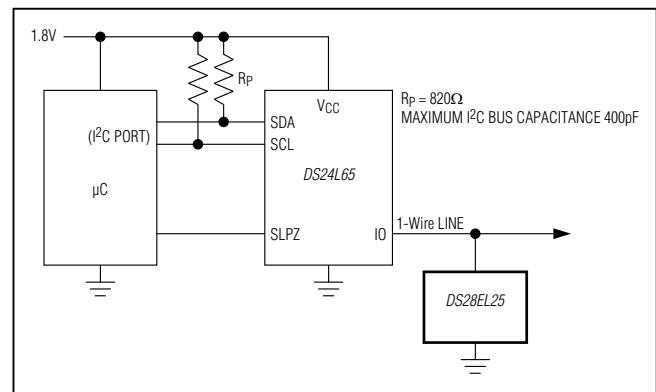 1.8V
RP
VCC
RP = 820Ω
MAXIMUM I2C BUS CAPACITANCE 400pF
SDA
(I2C PORT)
SCL
DS24L65
µC
SLPZ
IO
1-Wire LINE
DS28EL25